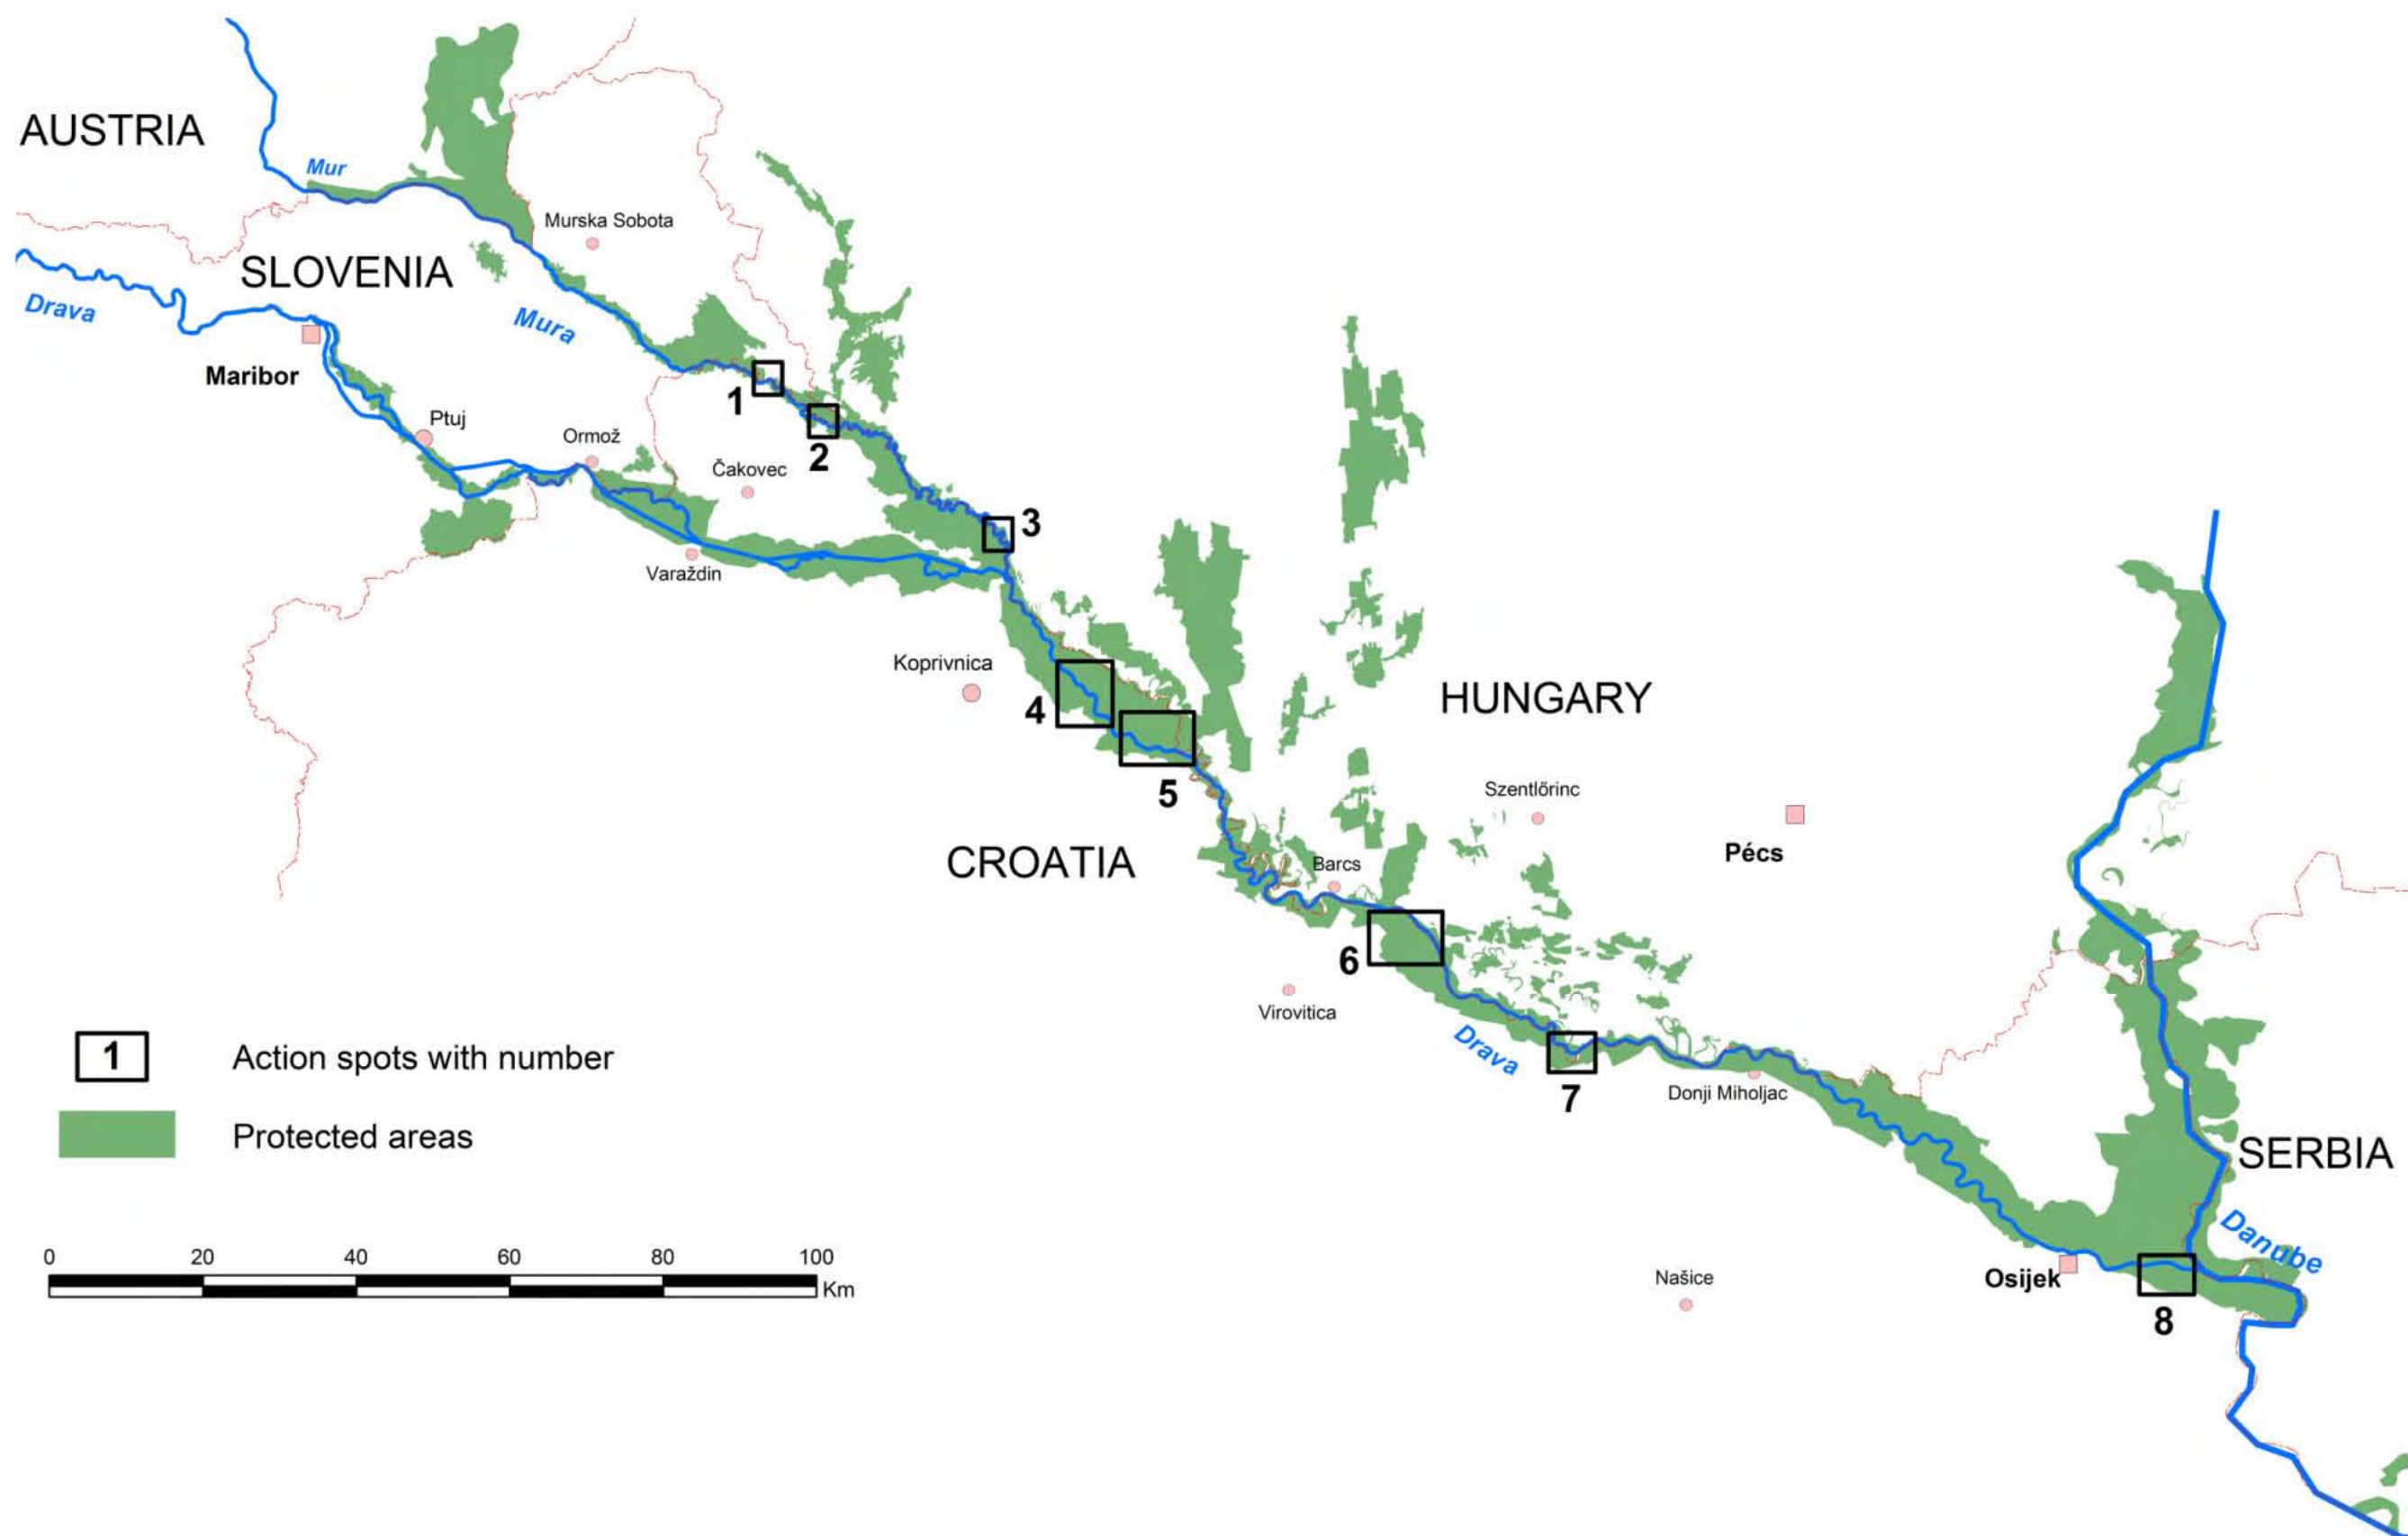 AUSTRIA
Mur
Murska Sobota
SLOVENIA
Drava
Mura
Maribor
1
Ptuj
Ormož
2
Čakovec
3
Varaždin
Koprivnica
4
HUNGARY
5
Szentlőrinc
CROATIA
Barcs
Pécs
6
Virovitica
Drava
1 Action spots with number
7
Donji Miholjac
Protected areas
SERBIA
Danube
0 20 40 60 80 100
Km
Našice
Osijek
8